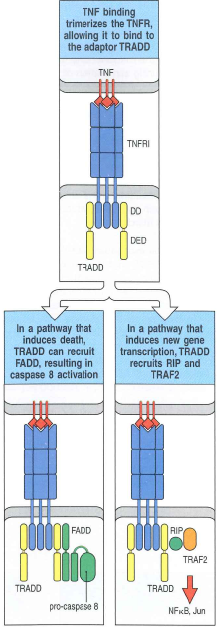 TNF binding
trimerizes the TNFR,
allowing it to bind to
the adaptor TRADD
TNF
TNFRI
DD
DED
TRADD
In a pathway that
induces death,
TRADD can recruit
FADD, resulting in
caspase 8 activation
FADD
TRADD
pro-caspase 8
In a pathway that
induces new gene
transcription, TRADD
recruits RIP and
TRAF2
RIP
TRAF2
TRADD
NFκB, Jun